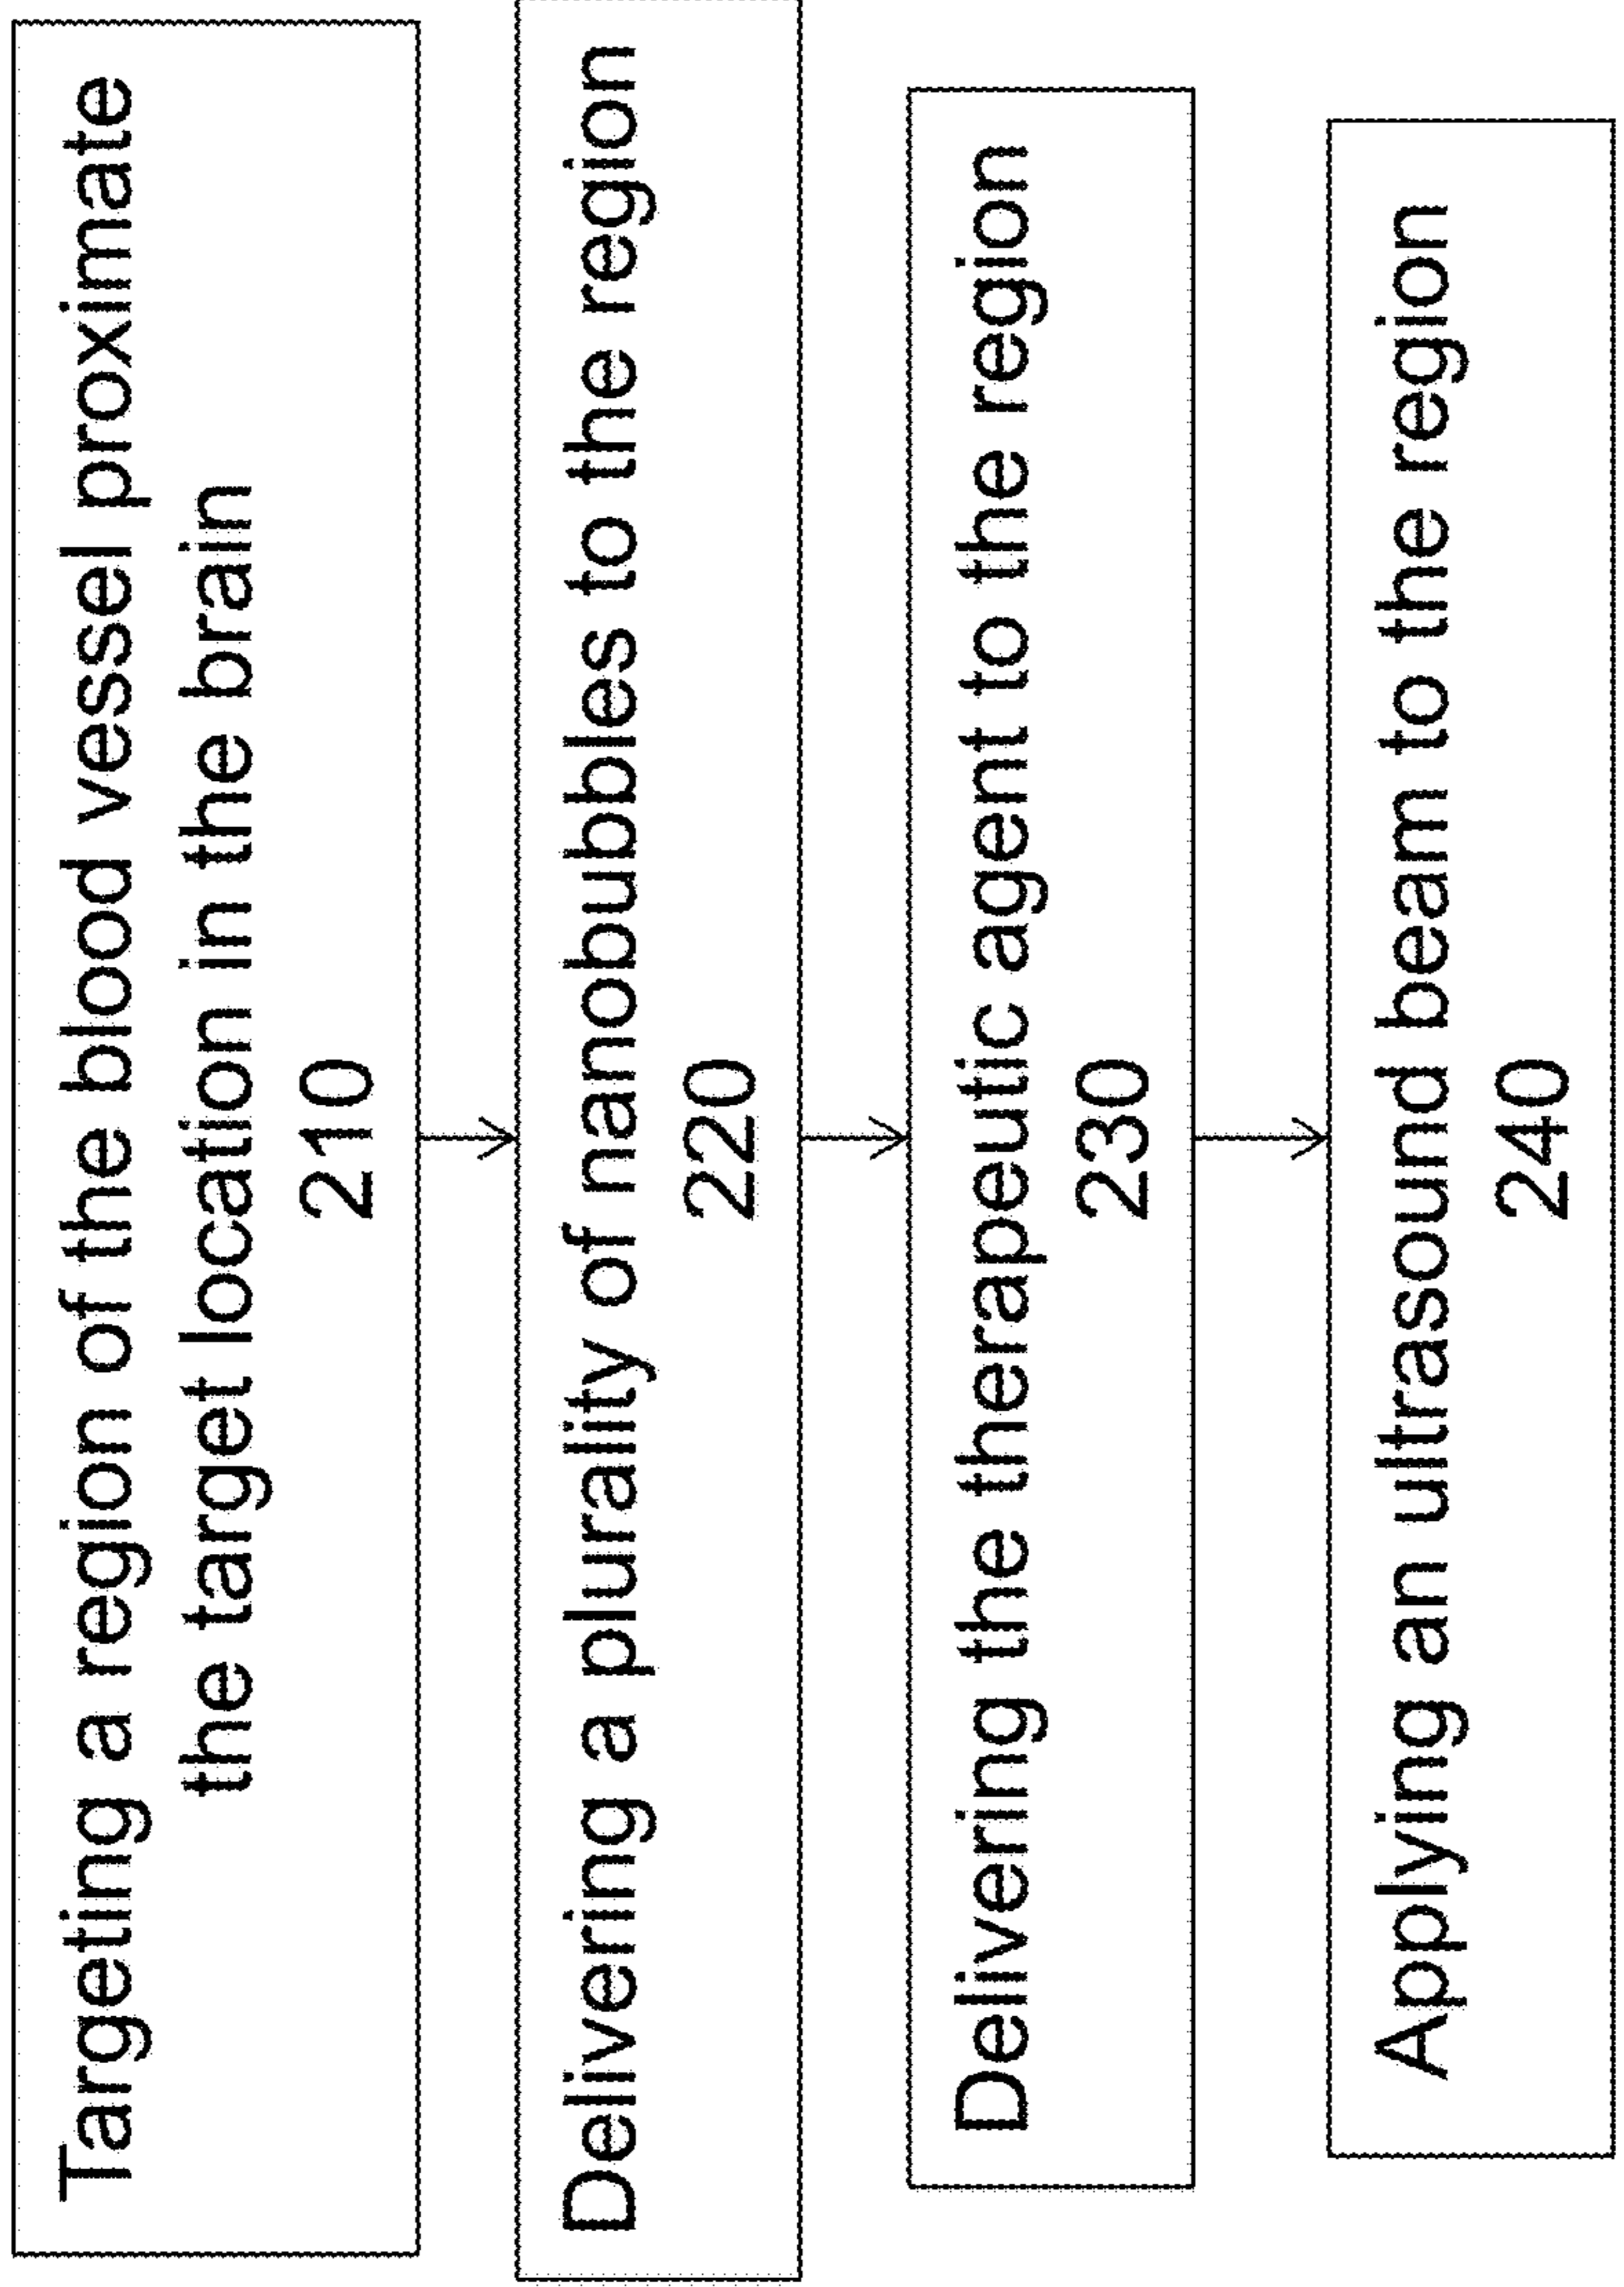 Targeting a region of the blood vessel proximate
the target location in the brain
210
Delivering a plurality of nanobubbles to the region
220
Delivering the therapeutic agent to the region
230
Applying an ultrasound beam to the region
240